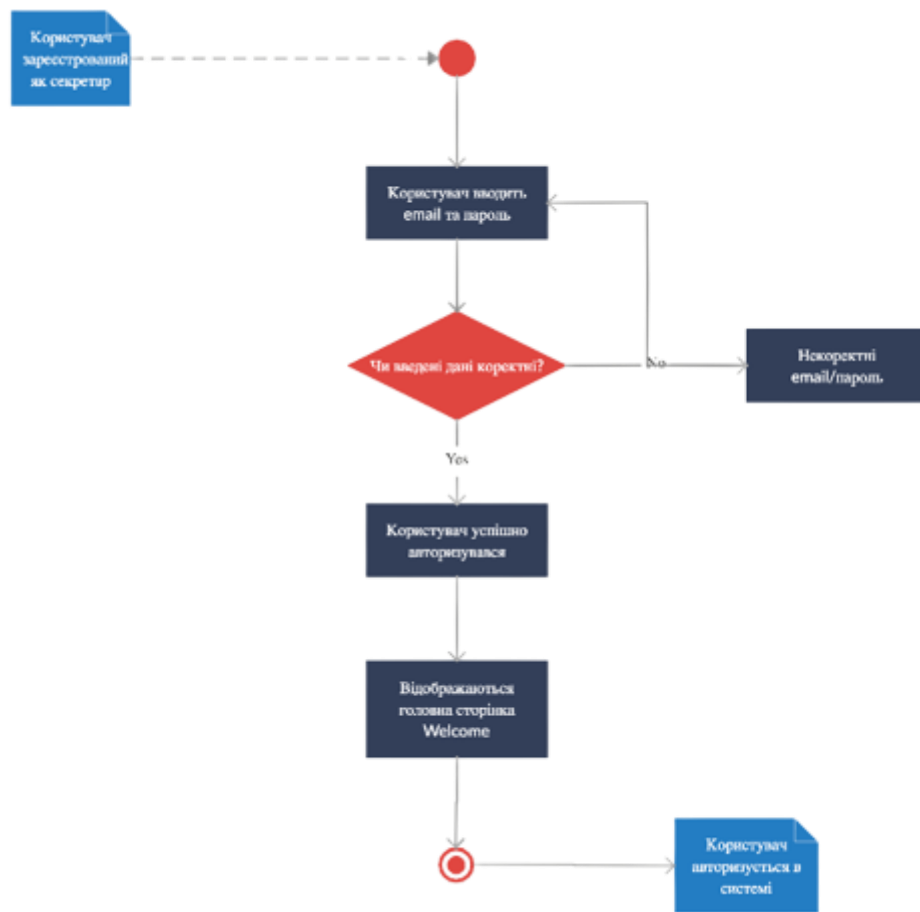 Користувач
зареєстрований
як секретар
Користувач вводить
email та пароль
Чи введені дані коректні?
No
Некоректні
email/пароль
Yes
Користувач успішно
авторизувався
Відображаються
головна сторінка
Welcome
Користувач
авторизується в
системі